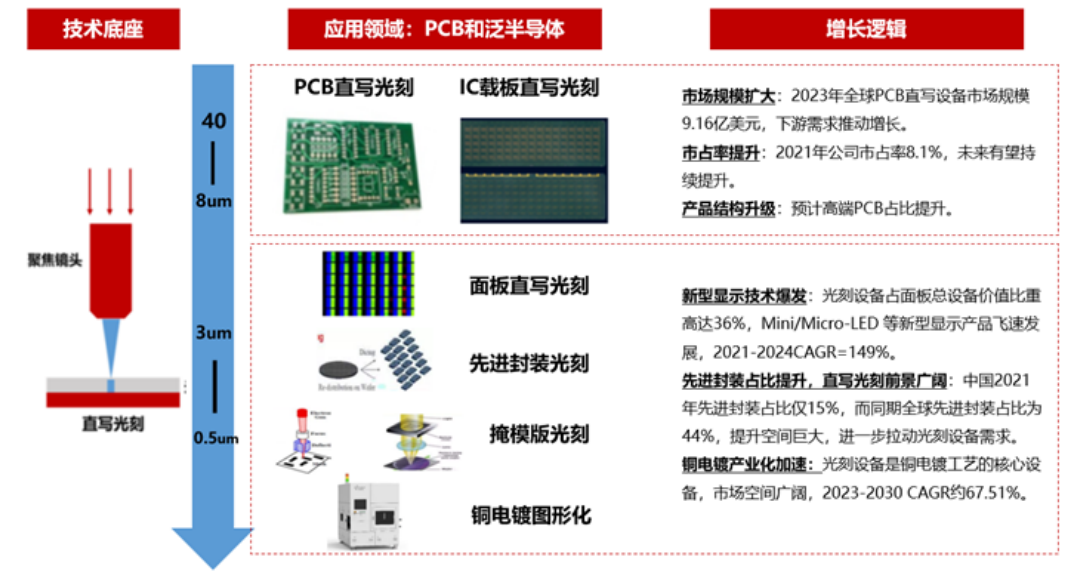 技术底座
应用领域：PCB和泛半导体
增长逻辑
40
8um
3um
0.5um
聚焦镜头
直写光刻
PCB直写光刻
IC载板直写光刻
市场规模扩大：2023年全球PCB直写设备市场规模
9.16亿美元，下游需求推动增长。
市占率提升：2021年公司市占率8.1%，未来有望持
续提升。
产品结构升级：预计高端PCB占比提升。
面板直写光刻
Dicing
Re-distribution on Wafer
先进封装光刻
掩模版光刻
铜电镀图形化
新型显示技术爆发：光刻设备占面板总设备价值比重
高达36%，Mini/Micro-LED 等新型显示产品飞速发
展，2021-2024CAGR=149%。
先进封装占比提升，直写光刻前景广阔：中国2021
年先进封装占比仅15%，而同期全球先进封装占比为
44%，提升空间巨大，进一步拉动光刻设备需求。
铜电镀产业化加速：光刻设备是铜电镀工艺的核心设
备，市场空间广阔，2023-2030 CAGR约67.51%。